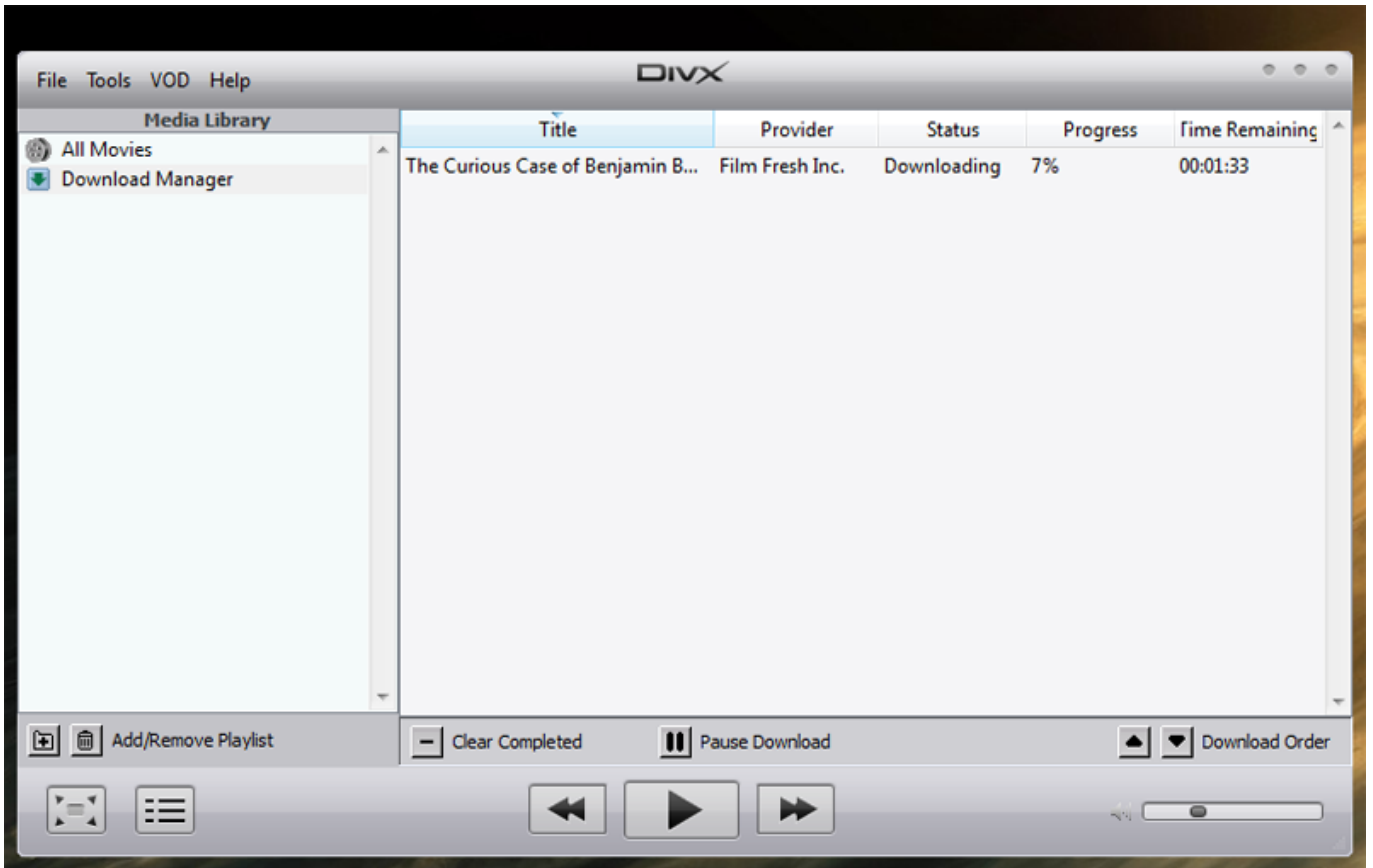 DIVX
File Tools VOD Help
Media Library
All Movies
Download Manager
Title Provider Status Progress Time Remaining
The Curious Case of Benjamin B... Film Fresh Inc. Downloading 7% 00:01:33
Add/Remove Playlist
Clear Completed
Pause Download
Download Order